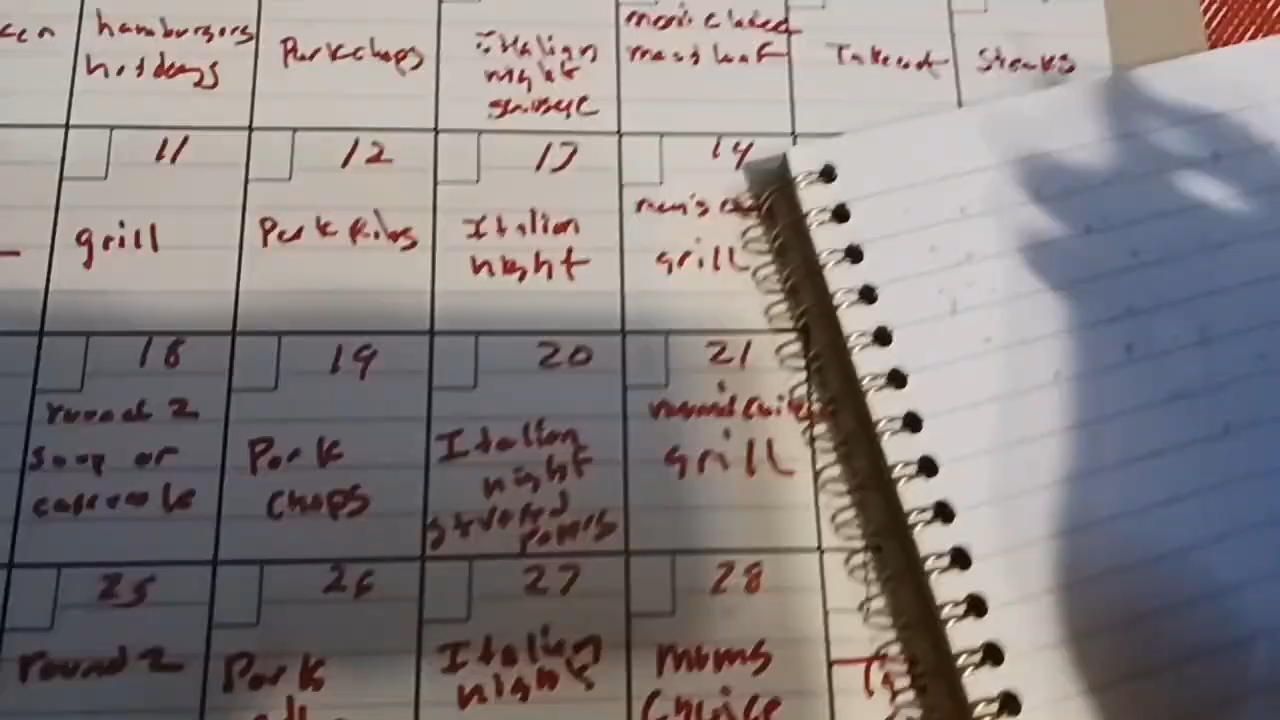 hamburgers
hotdogs
Porkchops
Italian
night
meat loaf
Takeout
Steaks
11
12
13
14
grill
Pork Ribs
Italian
night
mom's
grill
18
19
20
21
round 2
soup or
casserole
Pork
chops
Italian
night
grill
25
26
27
28
round 2
Pork
Italian
night
moms
choice